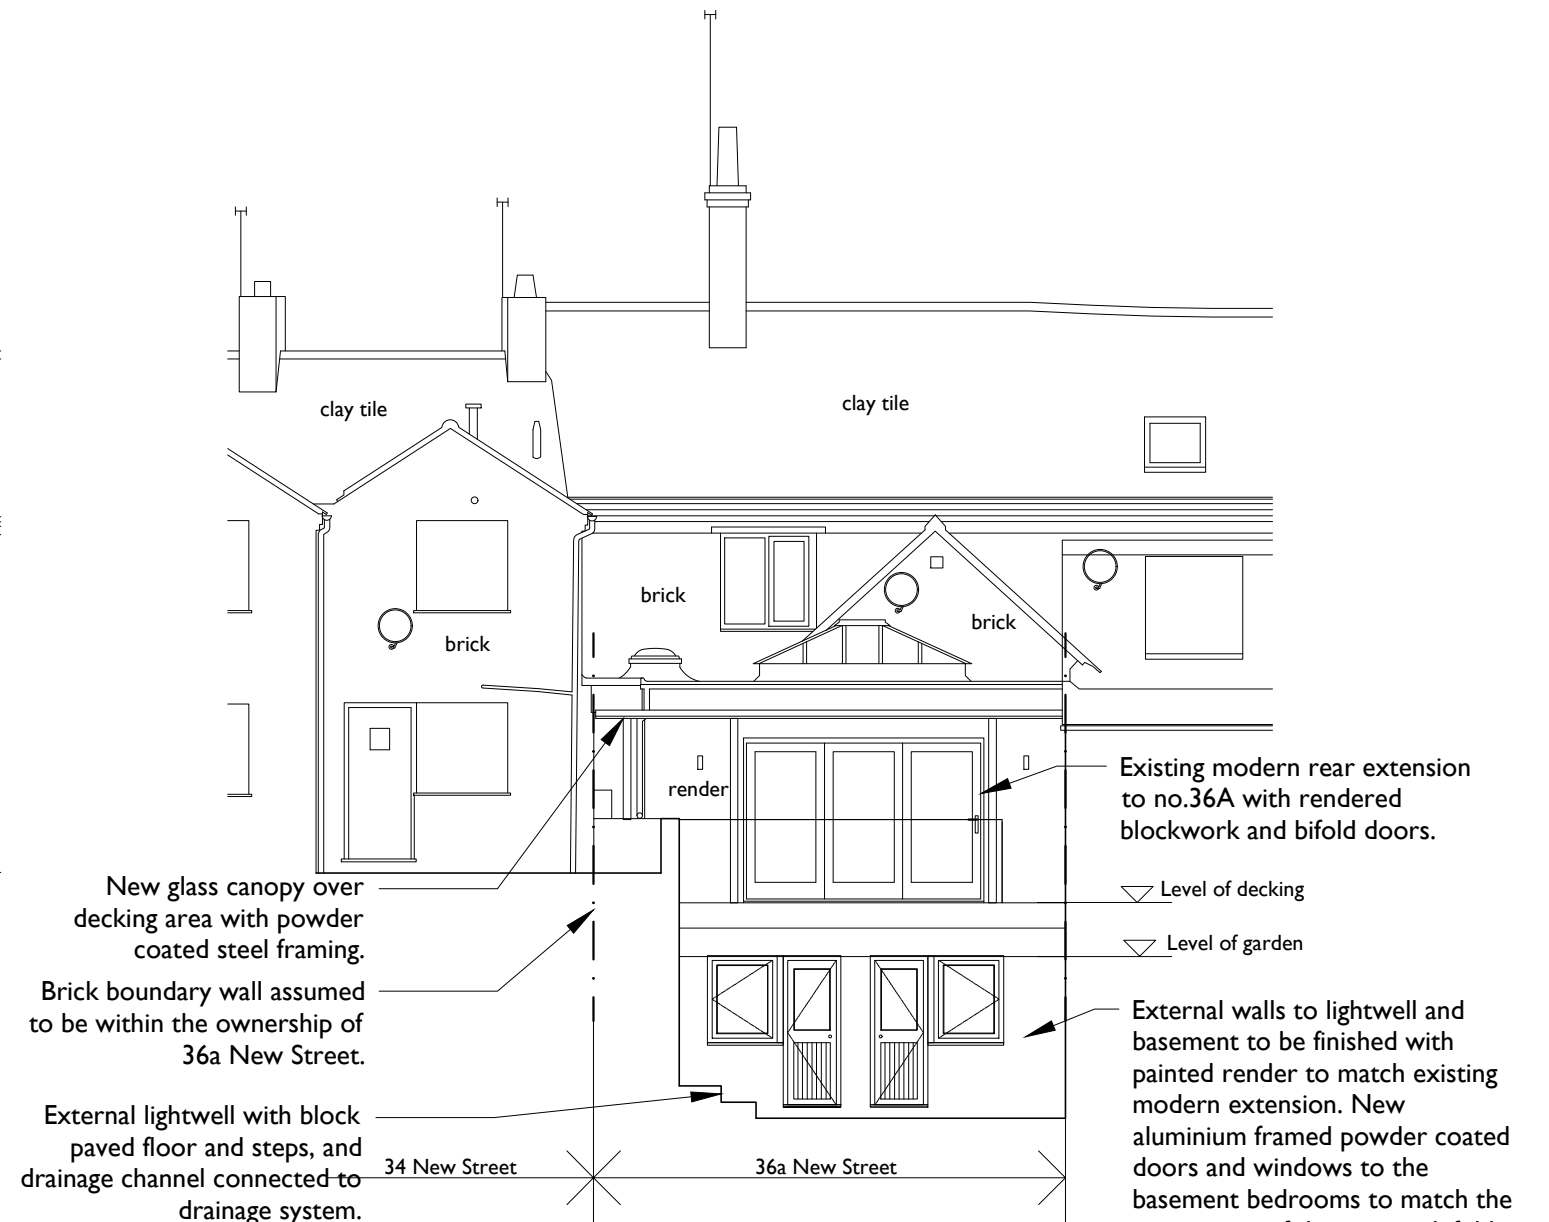 clay tile
clay tile
brick
brick
brick
render
Existing modern rear extension
to no.36A with rendered
blockwork and bifold doors.
New glass canopy over
decking area with powder
coated steel framing.
Level of decking
Level of garden
Brick boundary wall assumed
to be within the ownership of
36a New Street.
External walls to lightwell and
basement to be finished with
painted render to match existing
modern extension. New
aluminium framed powder coated
doors and windows to the
basement bedrooms to match the
External lightwell with block
paved floor and steps, and
drainage channel connected to
drainage system.
34 New Street
36a New Street